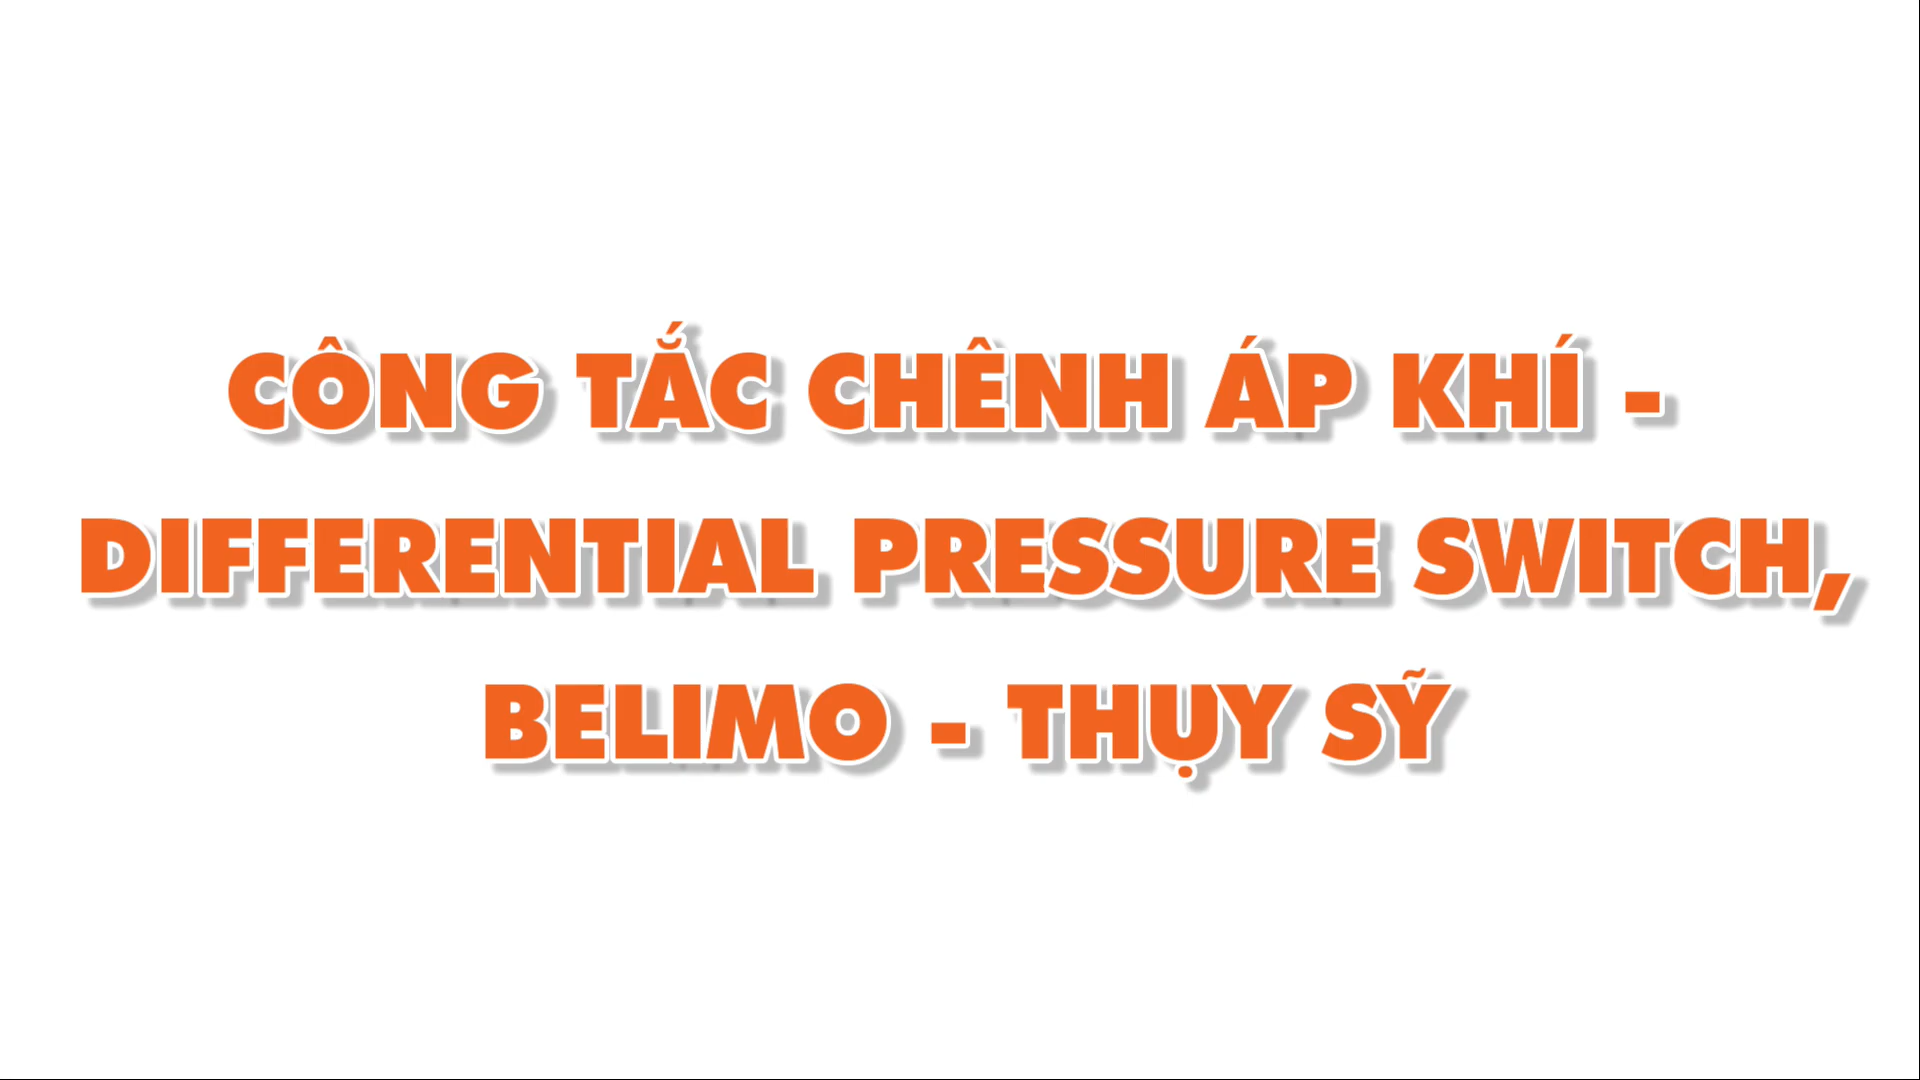 CÔNG TẮC CHÊNH ÁP KHÍ -
DIFFERENTIAL PRESSURE SWITCH,
BELIMO - THỤY SỸ